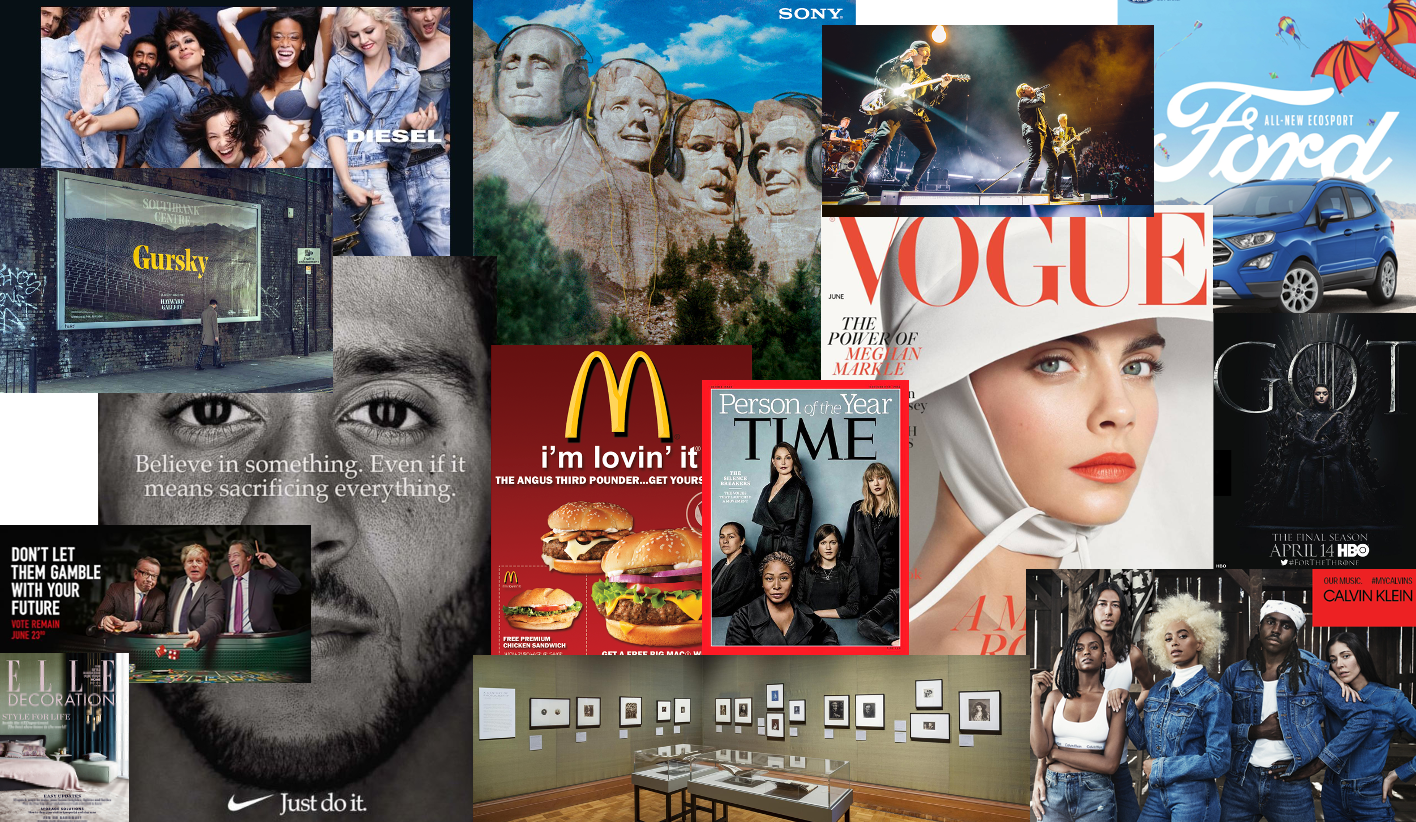 SONY
DIESEL
ALL-NEW ECOSPORT
Ford
SOUTHBANK
CENTRE
Gursky
HAYWARD
GALLERY
VOGUE
JUNE
THE
POWER OF
MEGHAN
MARKLE
GOT
THE FINAL SEASON
APRIL 14 HBO
#FORTHETHRONE
HBO
Believe in something. Even if it
means sacrificing everything.
Just do it.
i'm lovin' it
THE ANGUS THIRD POUNDER...GET YOURS
FREE PREMIUM
CHICKEN SANDWICH
GET A FREE BIG MAC® W
Person of the Year
TIME
THE
SILENCE
BREAKERS
DON'T LET
THEM GAMBLE
WITH YOUR
FUTURE
VOTE REMAIN
JUNE 23RD
ELLE
DECORATION
STYLE FOR LIFE
EASY UPDATES
OUR MUSIC. #MYCALVINS
CALVIN KLEIN